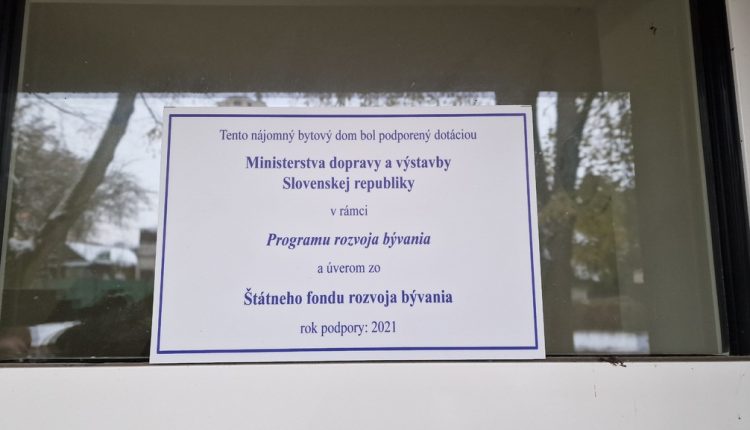 Tento nájomný bytový dom bol podporený dotáciou
Ministerstva dopravy a výstavby
Slovenskej republiky
v rámci
Programu rozvoja bývania
a úverom zo
Štátneho fondu rozvoja bývania
rok podpory: 2021